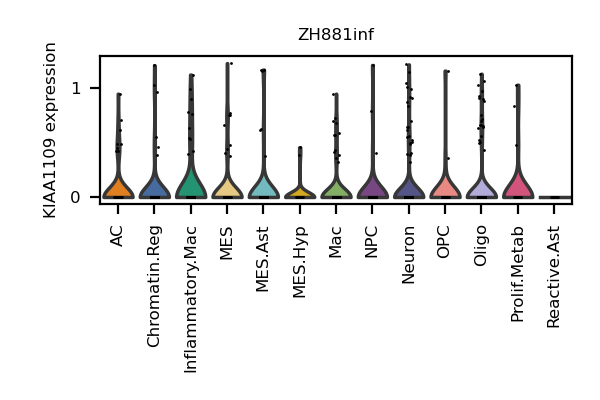 ZH881inf
KIAA1109 expression
1
0
AC
Chromatin.Reg
Inflammatory.Mac
MES
MES.Ast
MES.Hyp
Mac
NPC
Neuron
OPC
Oligo
Prolif.Metab
Reactive.Ast